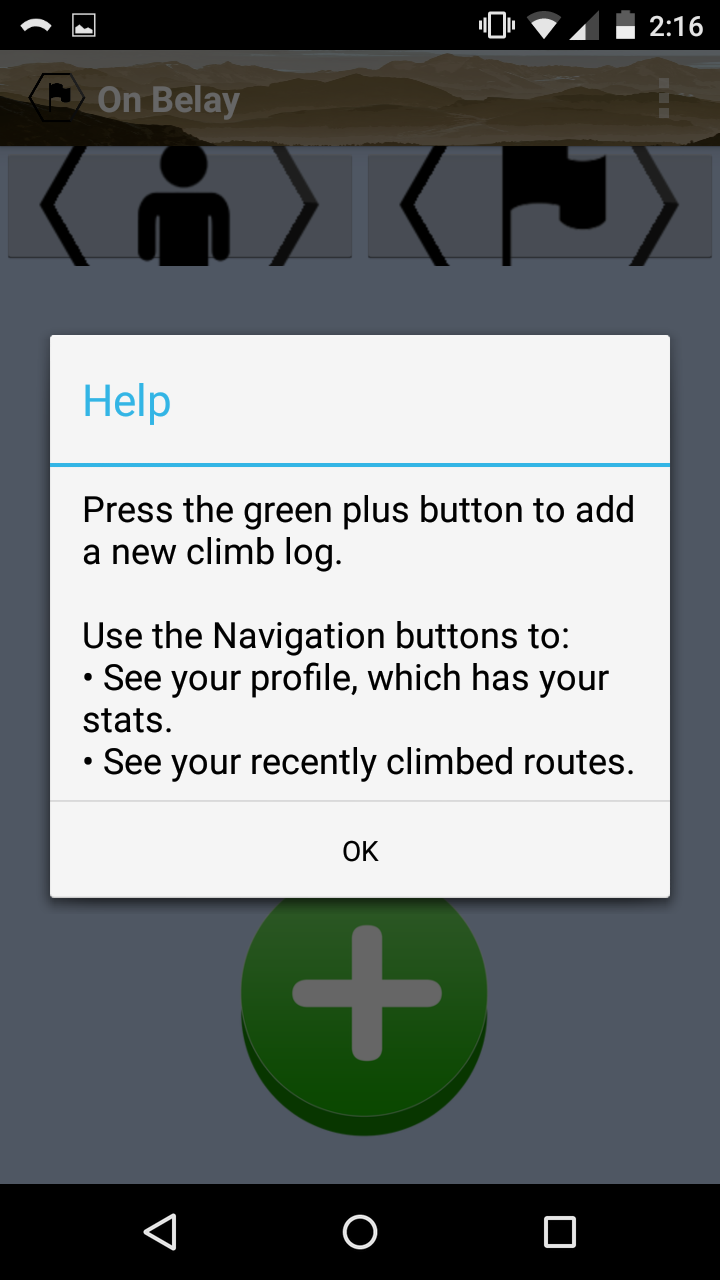 2:16
On Belay
Help
Press the green plus button to add
a new climb log.
Use the Navigation buttons to:
• See your profile, which has your
stats.
• See your recently climbed routes.
OK